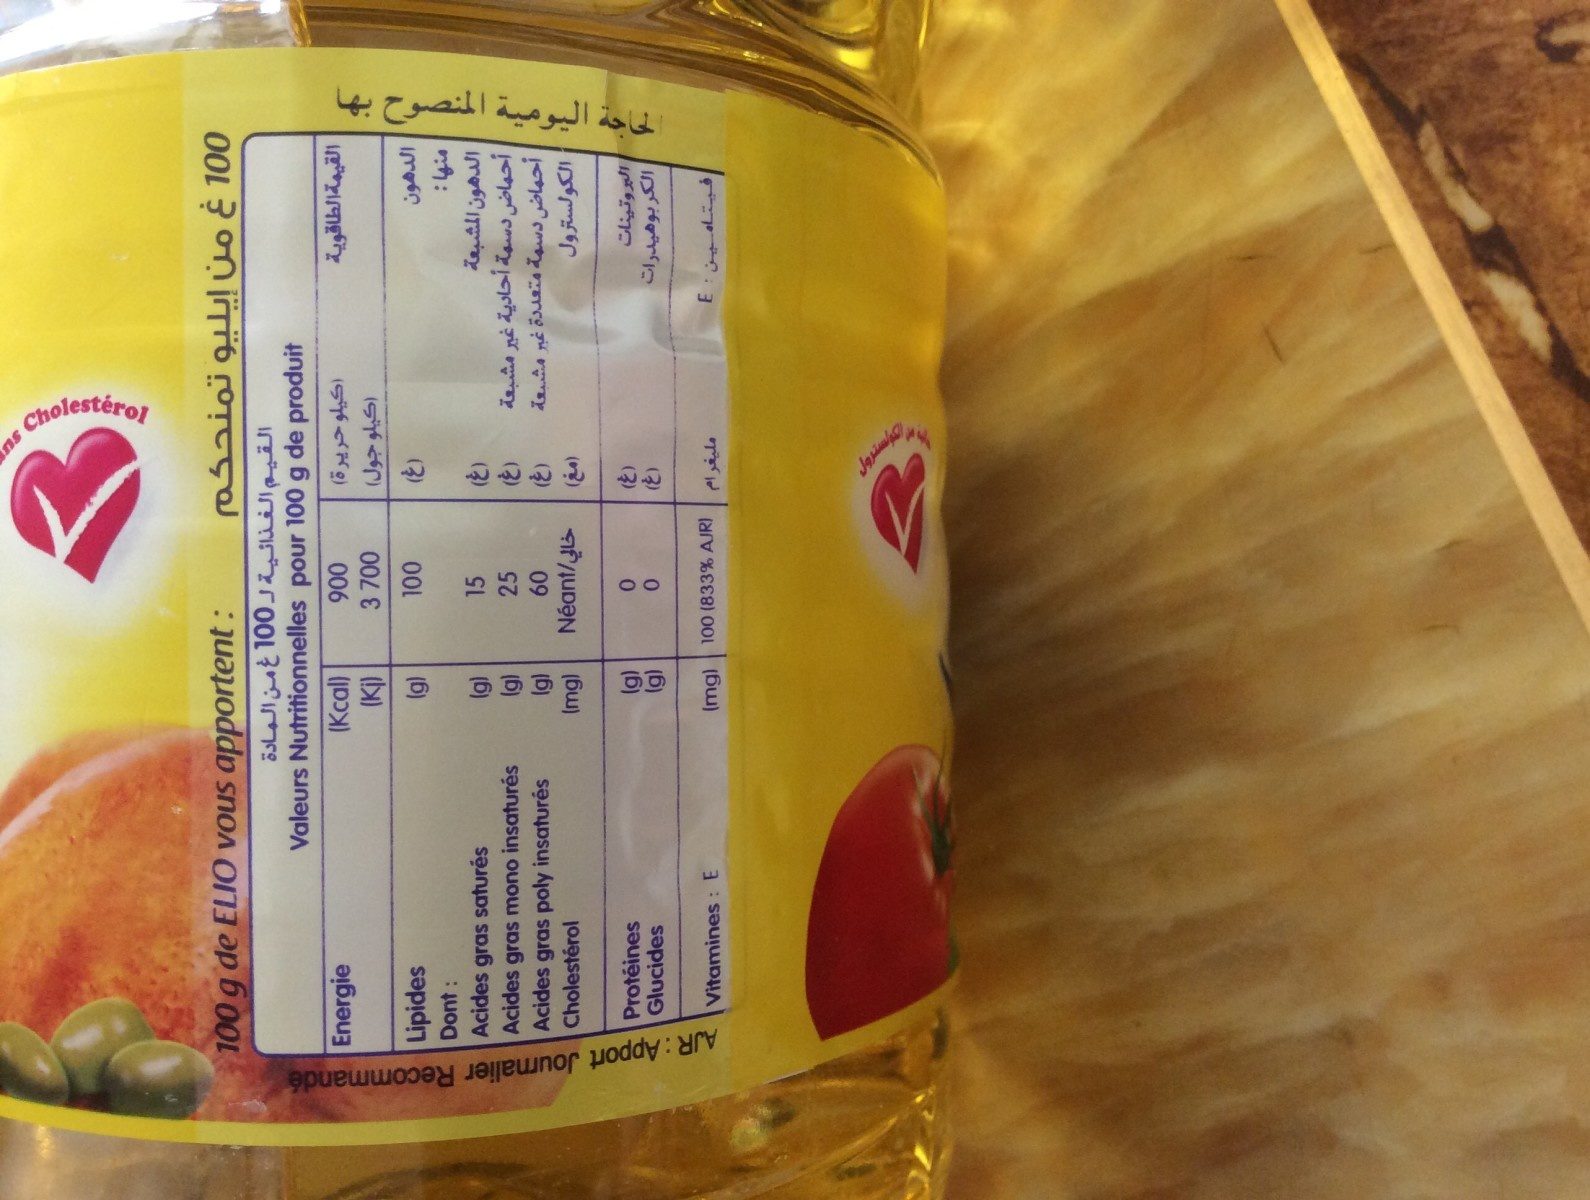 ns Cholestérol
100 g de ELIO vous apportent : 100 غ من إيليو تمنحكم
القيم الغذائية لـ 100 غ من المادة
Valeurs Nutritionnelles pour 100 g de produit
Energie (Kcal) 900 (كيلو حريرة) القيمة الطاقوية
(Kj) 3 700 (كيلو جول)
Lipides (g) 100 (غ) الدهون
Dont : منها :
Acides gras saturés (g) 15 (غ) الدهون المشبعة
Acides gras mono insaturés (g) 25 (غ) أحماض دسمة أحادية غير مشبعة
Acides gras poly insaturés (g) 60 (غ) أحماض دسمة متعددة غير مشبعة
Cholestérol (mg) Néant/خالي (مغ) الكولسترول
Protéines (g) 0 (غ) البروتينات
Glucides (g) 0 (غ) الكربوهيدرات
Vitamines : E (mg) 100 (833% AJR) مليغرام فيتامين : E
AJR : Apport Journalier Recommandé
الحاجة اليومية المنصوح بها
من الكولسترول